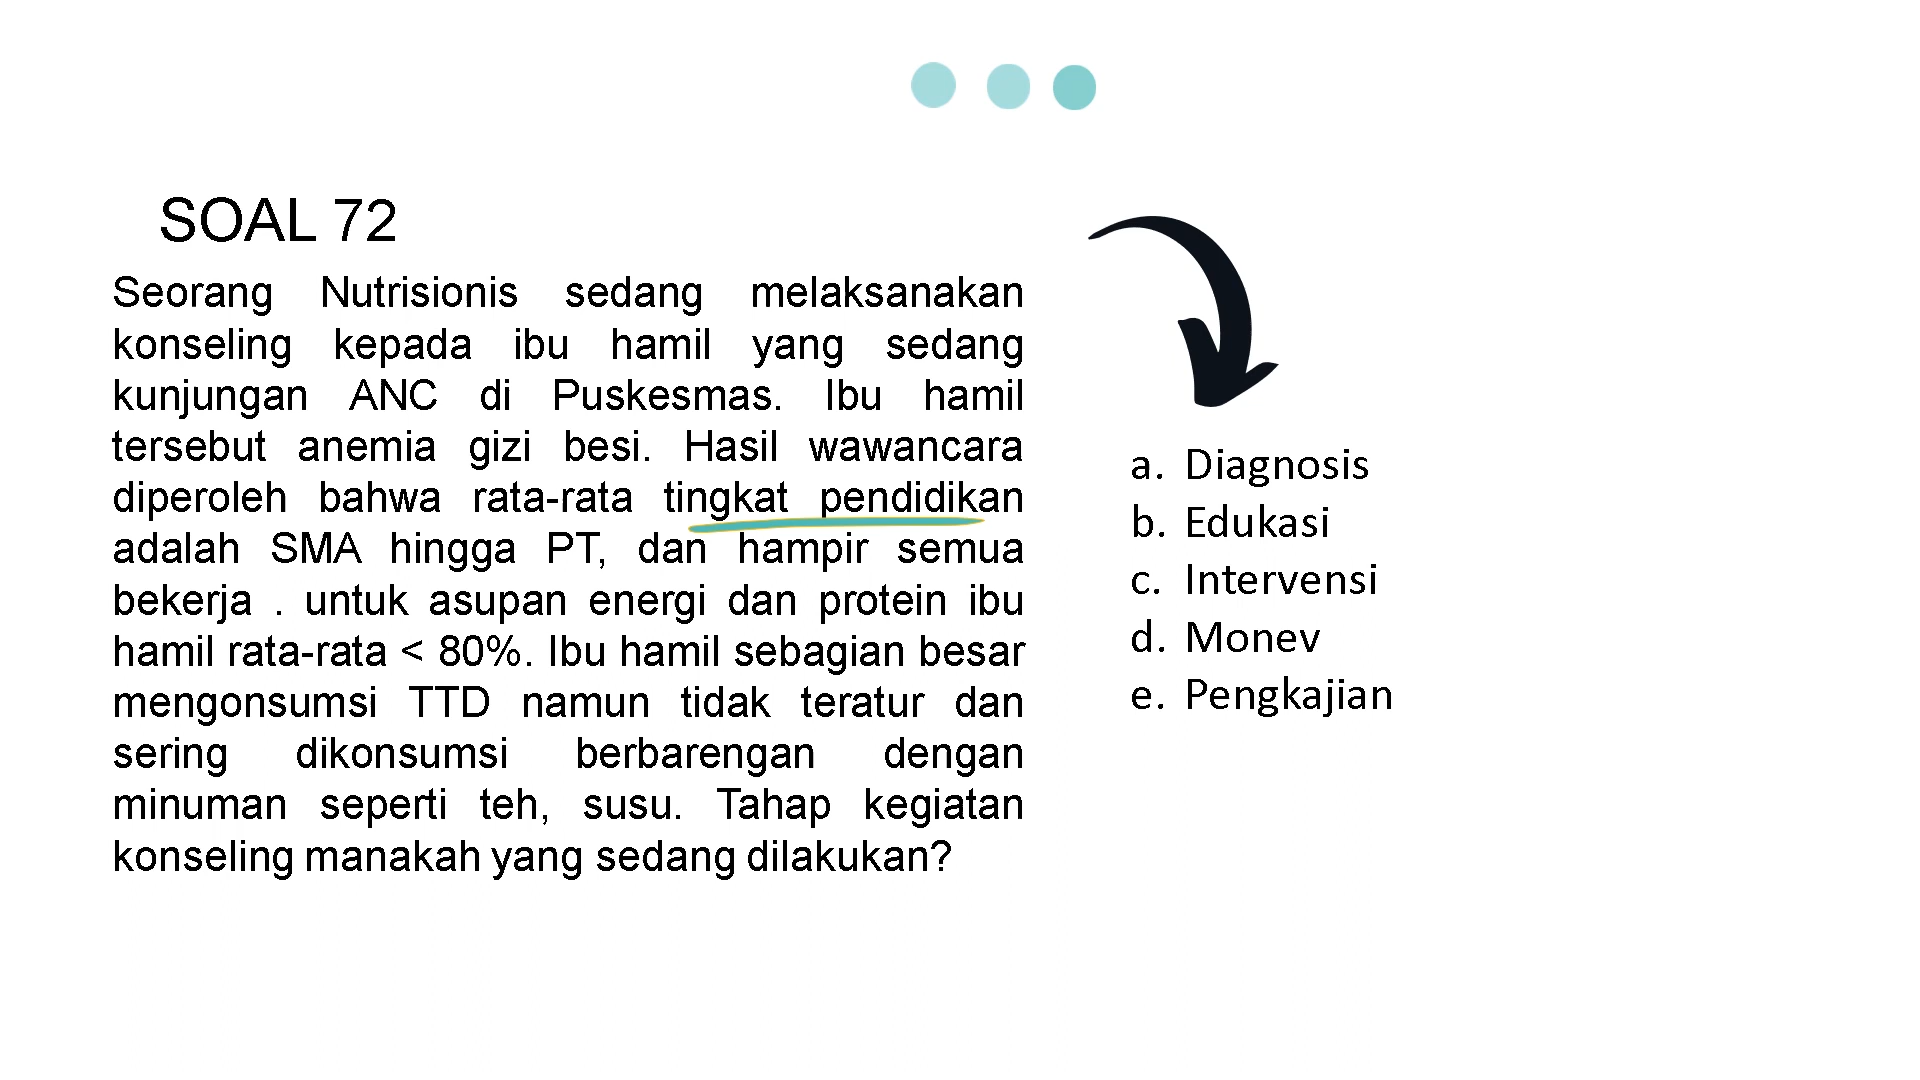 SOAL 72
Seorang Nutrisionis sedang melaksanakan
konseling kepada ibu hamil yang sedang
kunjungan ANC di Puskesmas. Ibu hamil
tersebut anemia gizi besi. Hasil wawancara
diperoleh bahwa rata-rata tingkat pendidikan
adalah SMA hingga PT, dan hampir semua
bekerja . untuk asupan energi dan protein ibu
hamil rata-rata < 80%. Ibu hamil sebagian besar
mengonsumsi TTD namun tidak teratur dan
sering dikonsumsi berbarengan dengan
minuman seperti teh, susu. Tahap kegiatan
konseling manakah yang sedang dilakukan?
a. Diagnosis
b. Edukasi
c. Intervensi
d. Monev
e. Pengkajian